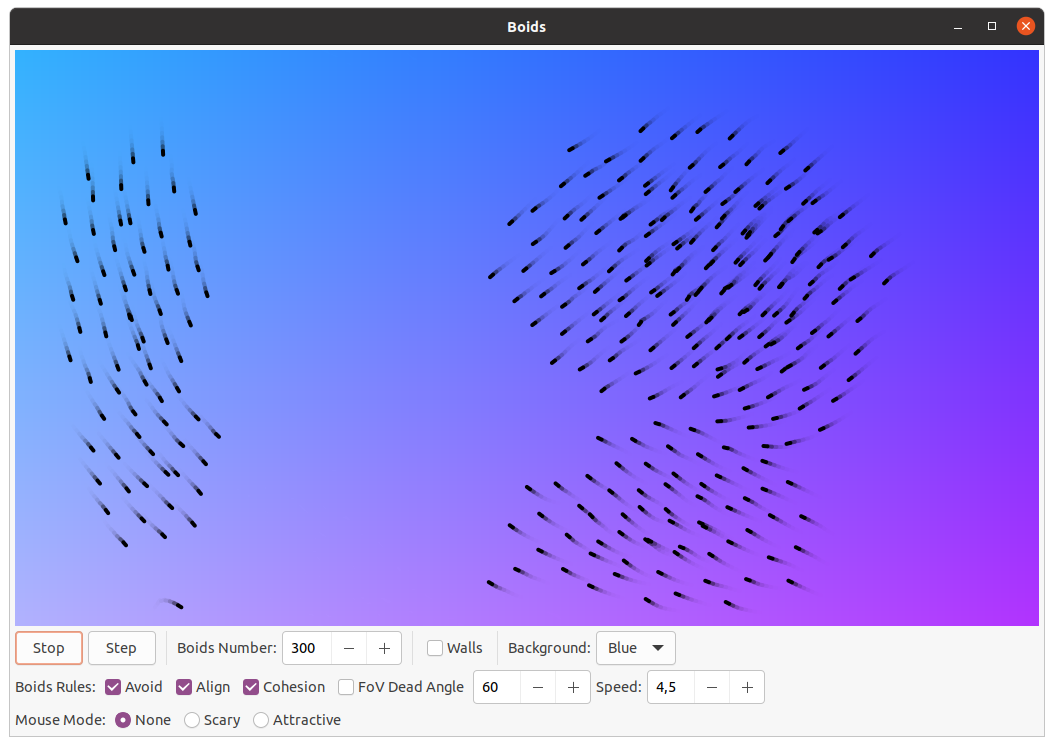 Boids
Stop Step Boids Number: 300 Walls Background: Blue
Boids Rules: Avoid Align Cohesion FoV Dead Angle 60 Speed: 4,5
Mouse Mode: None Scary Attractive